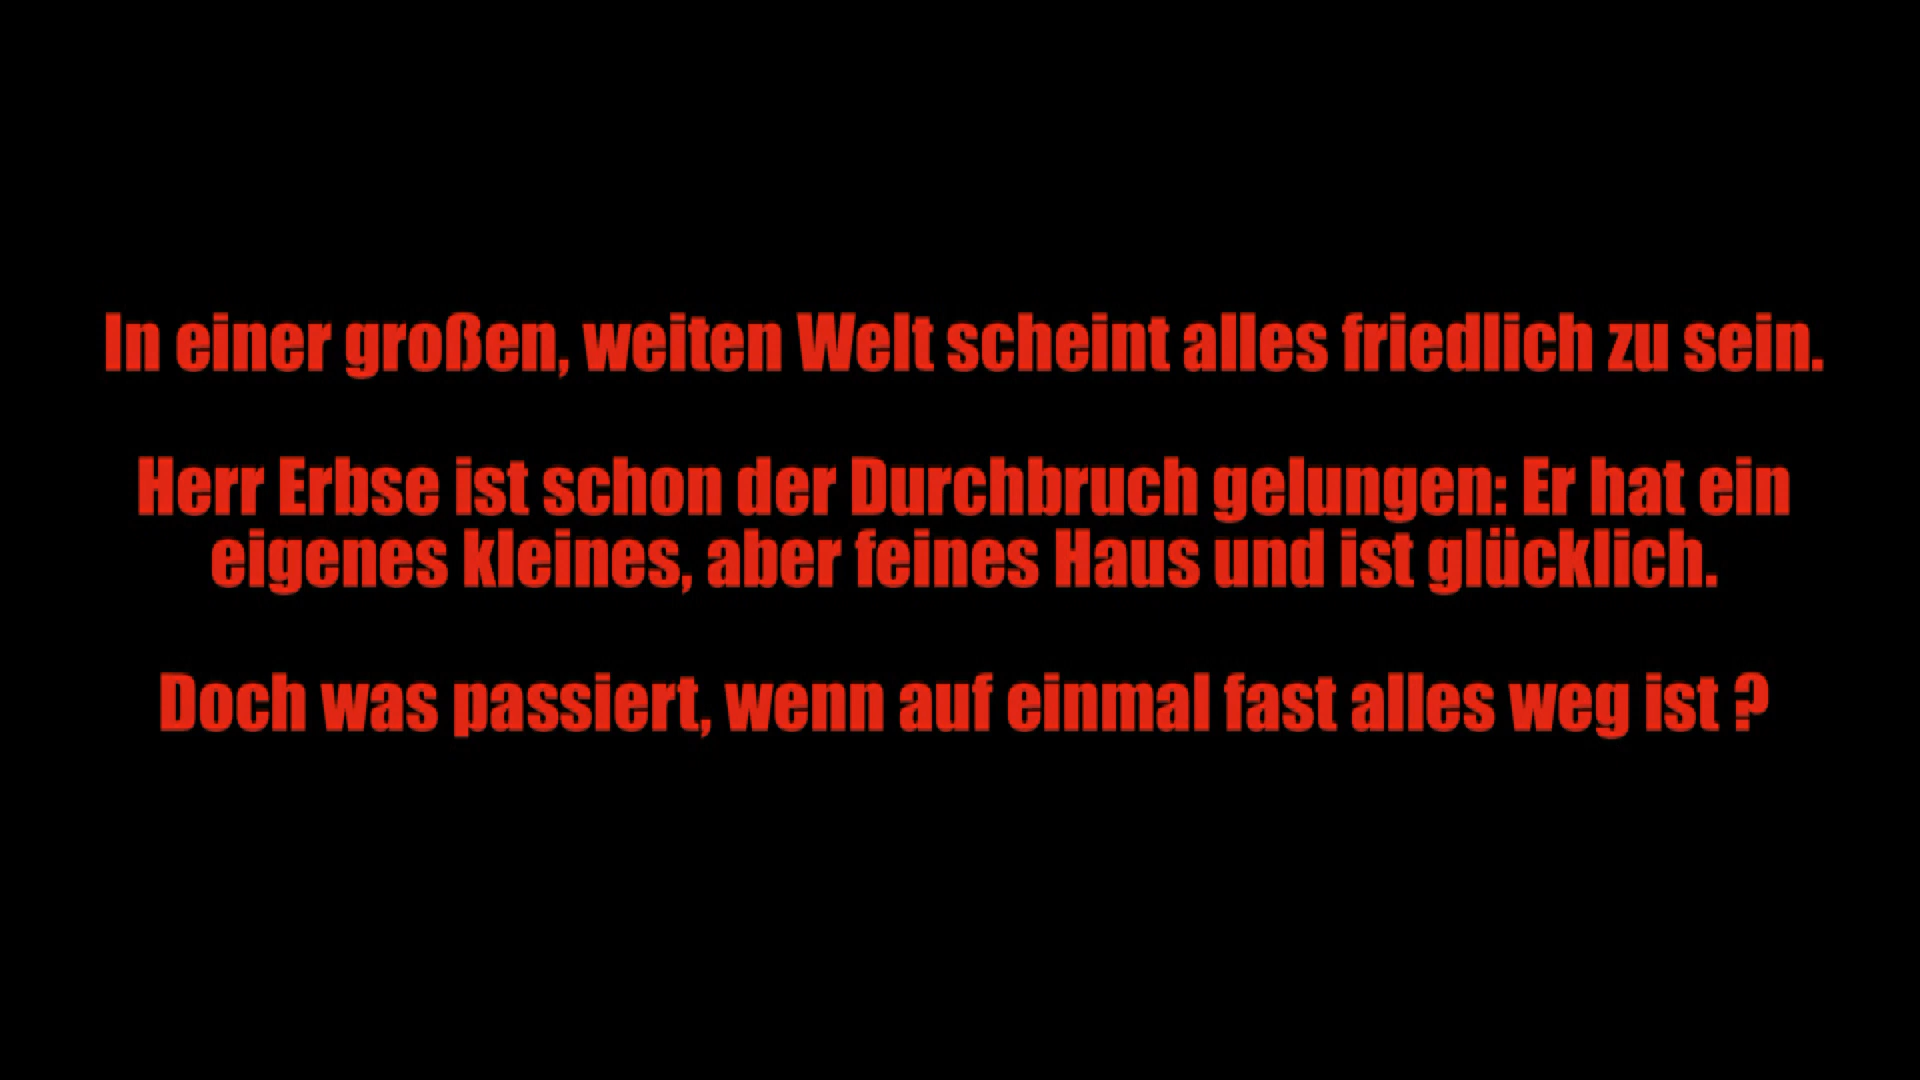 In einer großen, weiten Welt scheint alles friedlich zu sein.
Herr Erbse ist schon der Durchbruch gelungen: Er hat ein
eigenes kleines, aber feines Haus und ist glücklich.
Doch was passiert, wenn auf einmal fast alles weg ist ?